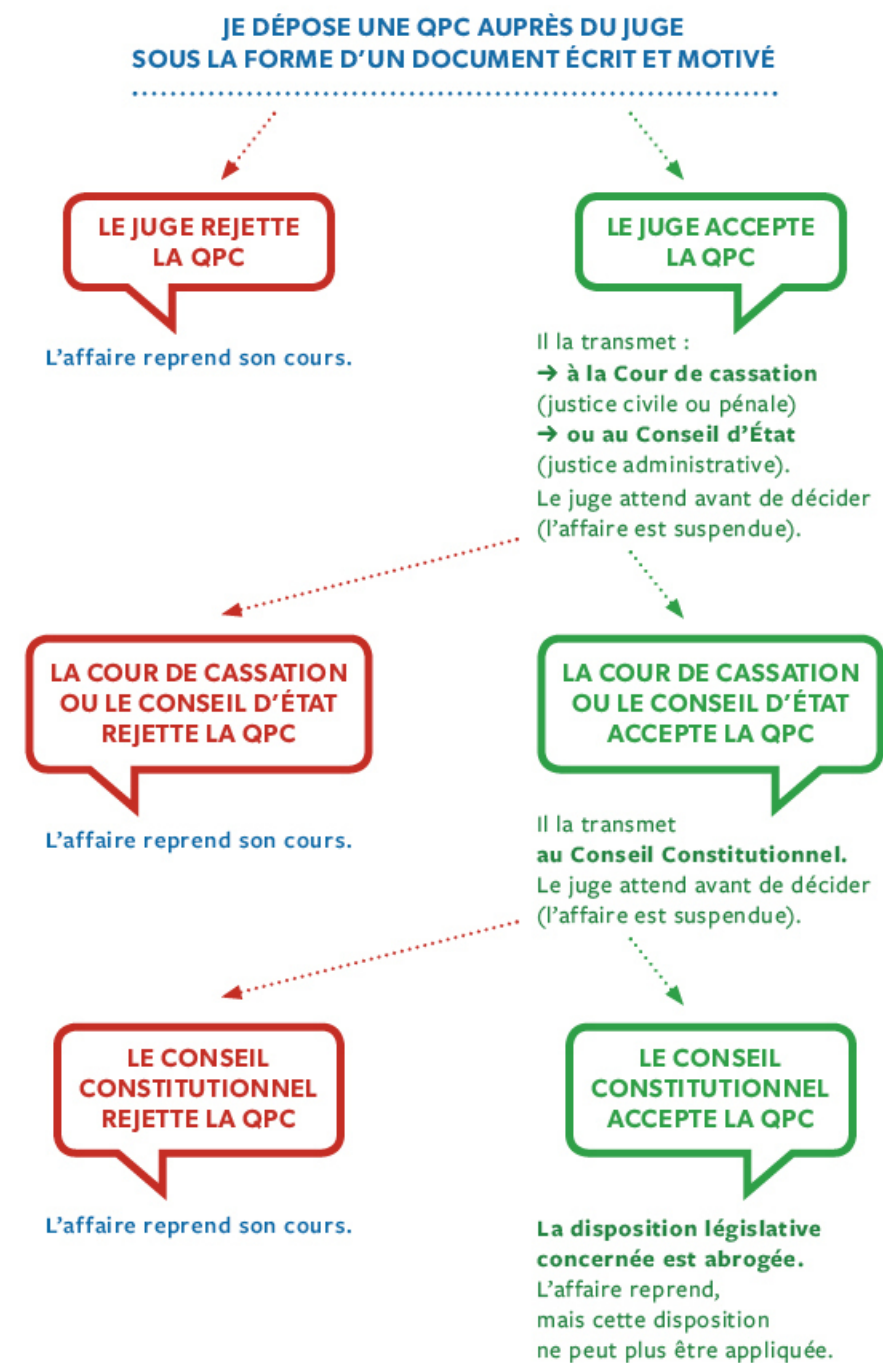 JE DÉPOSE UNE QPC AUPRÈS DU JUGE
SOUS LA FORME D'UN DOCUMENT ÉCRIT ET MOTIVÉ
LE JUGE REJETTE
LA QPC
L'affaire reprend son cours.
LE JUGE ACCEPTE
LA QPC
Il la transmet :
→ à la Cour de cassation
(justice civile ou pénale)
→ ou au Conseil d'État
(justice administrative).
Le juge attend avant de décider
(l'affaire est suspendue).
LA COUR DE CASSATION
OU LE CONSEIL D'ÉTAT
REJETTE LA QPC
L'affaire reprend son cours.
LA COUR DE CASSATION
OU LE CONSEIL D'ÉTAT
ACCEPTE LA QPC
Il la transmet
au Conseil Constitutionnel.
Le juge attend avant de décider
(l'affaire est suspendue).
LE CONSEIL
CONSTITUTIONNEL
REJETTE LA QPC
L'affaire reprend son cours.
LE CONSEIL
CONSTITUTIONNEL
ACCEPTE LA QPC
La disposition législative
concernée est abrogée.
L'affaire reprend,
mais cette disposition
ne peut plus être appliquée.